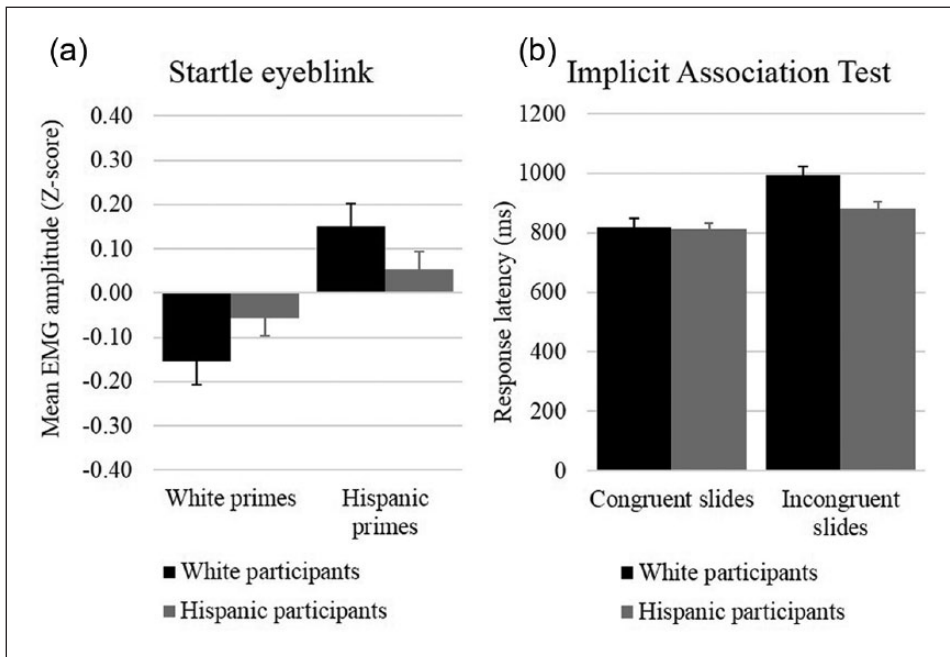 (a)
Startle eyeblink
Mean EMG amplitude (Z-score)
0.40
0.30
0.20
0.10
0.00
-0.10
-0.20
-0.30
-0.40
White primes
Hispanic
primes
White participants
Hispanic participants
(b)
Implicit Association Test
Response latency (ms)
1200
1000
800
600
400
200
0
Congruent slides
Incongruent
slides
White participants
Hispanic participants